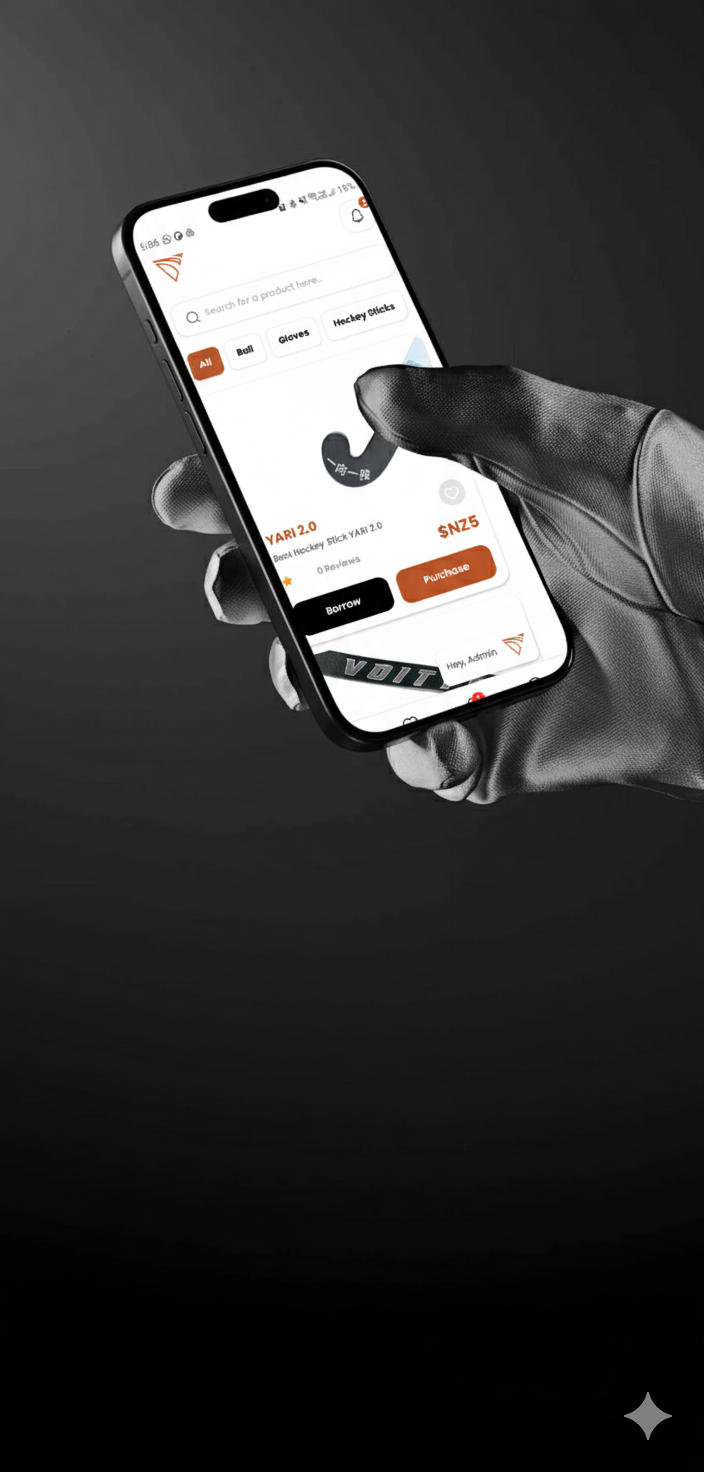 5:06
18%
Search for a product here..
All
Ball
Gloves
Hockey Sticks
YARI 2.0
Best Hockey Stick YARI 2.0
$NZ5
0 Reviews
Borrow
Purchase
VOIT
Hey, Admin
1